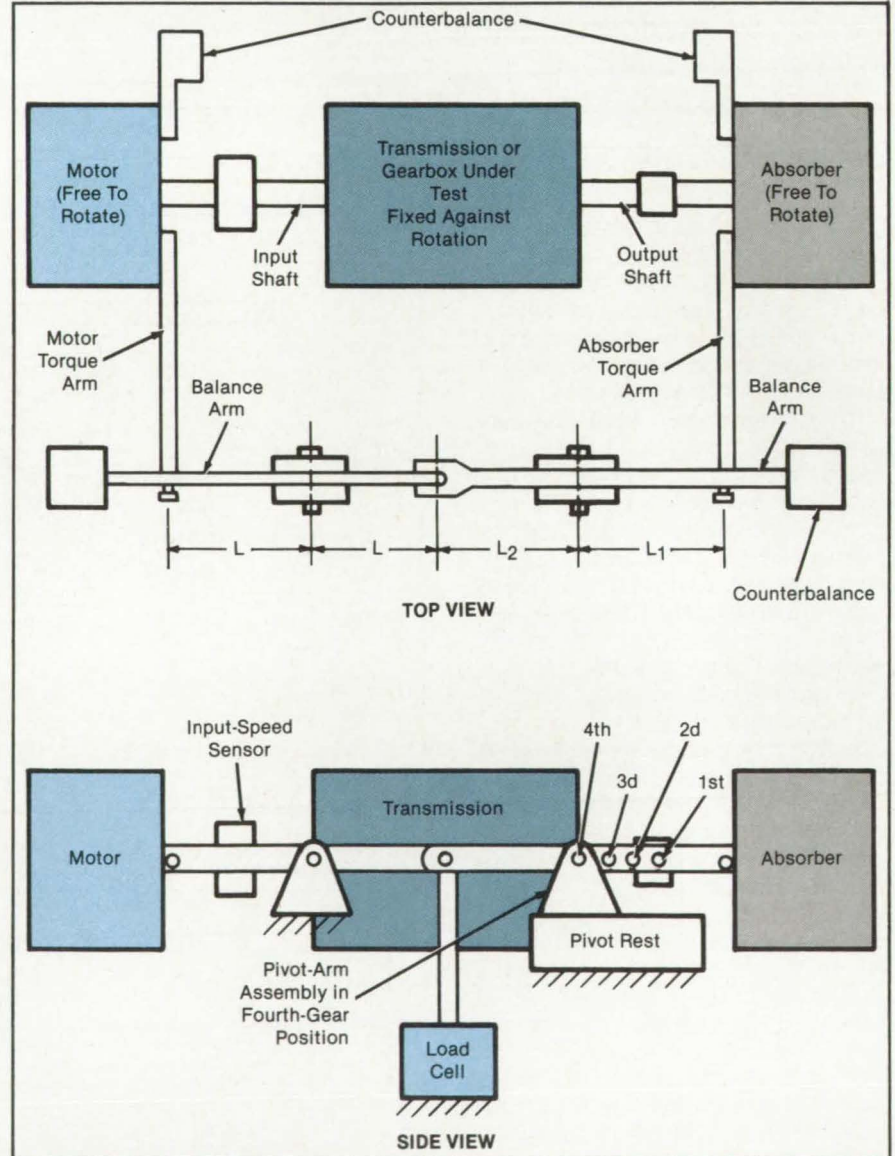 Counterbalance
Motor
(Free To
Rotate)
Transmission or
Gearbox Under
Test
Fixed Against
Rotation
Absorber
(Free To
Rotate)
Input
Shaft
Output
Shaft
Motor
Torque
Arm
Absorber
Torque
Arm
Balance
Arm
Balance
Arm
L
L
L₂
L₁
Counterbalance
TOP VIEW
Input-Speed
Sensor
4th
3d
2d
1st
Motor
Transmission
Absorber
Pivot Rest
Pivot-Arm
Assembly in
Fourth-Gear
Position
Load
Cell
SIDE VIEW